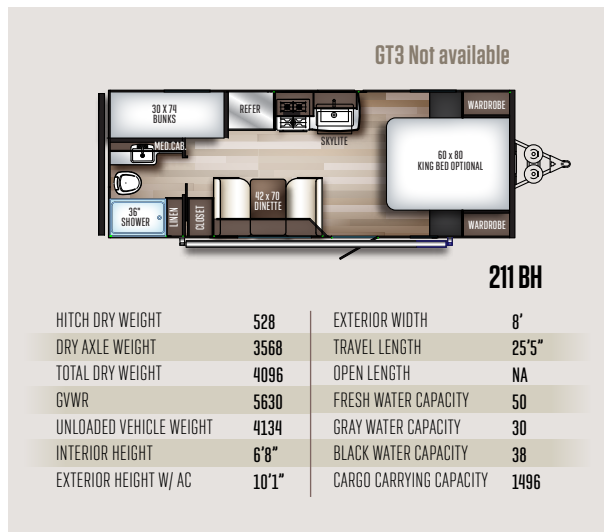 GT3 Not available
30 X 74
BUNKS
REFER
SKYLITE
WARDROBE
MED.CAB.
60 x 80
KING BED OPTIONAL
36"
SHOWER
LINEN
CLOSET
42 x 70
DINETTE
WARDROBE
211 BH
HITCH DRY WEIGHT 528
DRY AXLE WEIGHT 3568
TOTAL DRY WEIGHT 4096
GVWR 5630
UNLOADED VEHICLE WEIGHT 4134
INTERIOR HEIGHT 6'8"
EXTERIOR HEIGHT W/ AC 10'1"
EXTERIOR WIDTH 8'
TRAVEL LENGTH 25'5"
OPEN LENGTH NA
FRESH WATER CAPACITY 50
GRAY WATER CAPACITY 30
BLACK WATER CAPACITY 38
CARGO CARRYING CAPACITY 1496